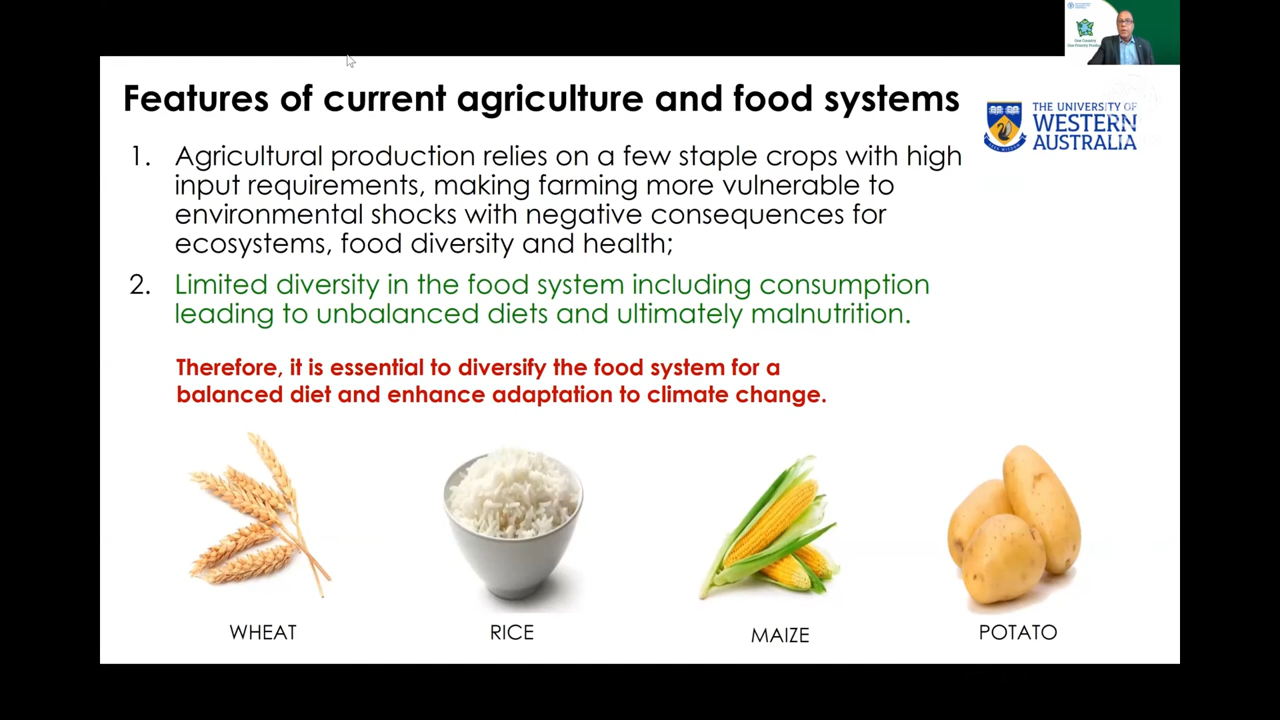 Features of current agriculture and food systems
THE UNIVERSITY OF
WESTERN
AUSTRALIA
1. Agricultural production relies on a few staple crops with high
input requirements, making farming more vulnerable to
environmental shocks with negative consequences for
ecosystems, food diversity and health;
2. Limited diversity in the food system including consumption
leading to unbalanced diets and ultimately malnutrition.
Therefore, it is essential to diversify the food system for a
balanced diet and enhance adaptation to climate change.
WHEAT
RICE
MAIZE
POTATO
One Country